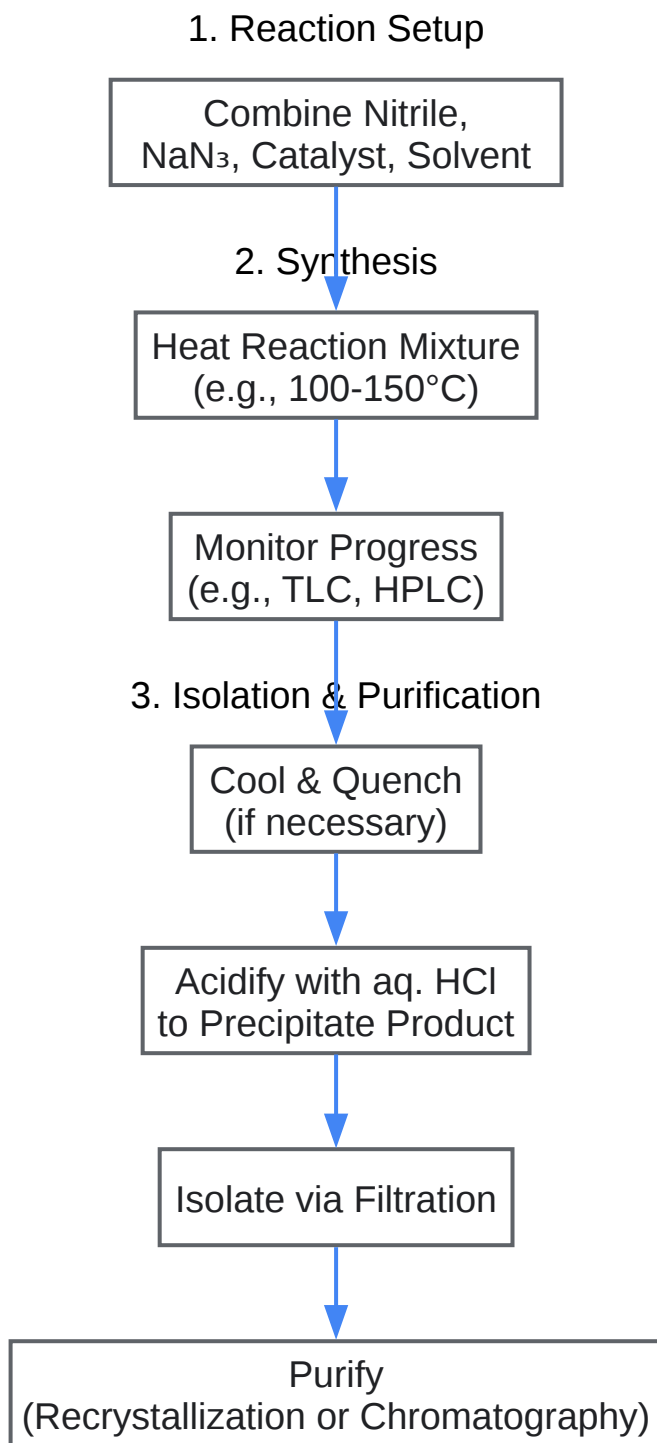 1. Reaction Setup
Combine Nitrile,
NaN₃, Catalyst, Solvent
2. Synthesis
Heat Reaction Mixture
(e.g., 100-150°C)
Monitor Progress
(e.g., TLC, HPLC)
3. Isolation & Purification
Cool & Quench
(if necessary)
Acidify with aq. HCl
to Precipitate Product
Isolate via Filtration
Purify
(Recrystallization or Chromatography)